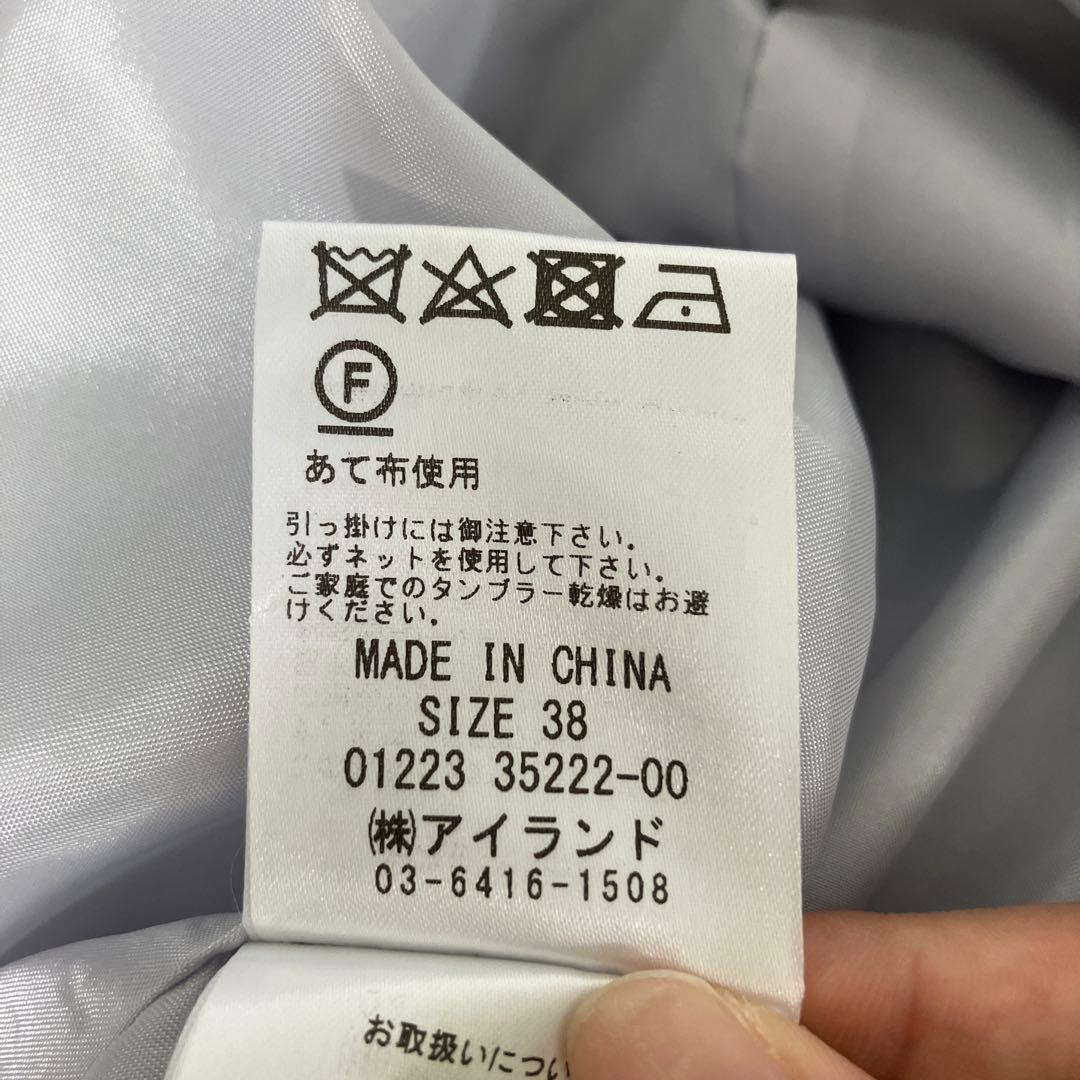 F
あて布使用
引っ掛けには御注意下さい.
必ずネットを使用して下さい.
ご家庭でのタンブラー乾燥はお避
けください.
MADE IN CHINA
SIZE 38
01223 35222-00
㈱アイランド
03-6416-1508
お取扱いについ